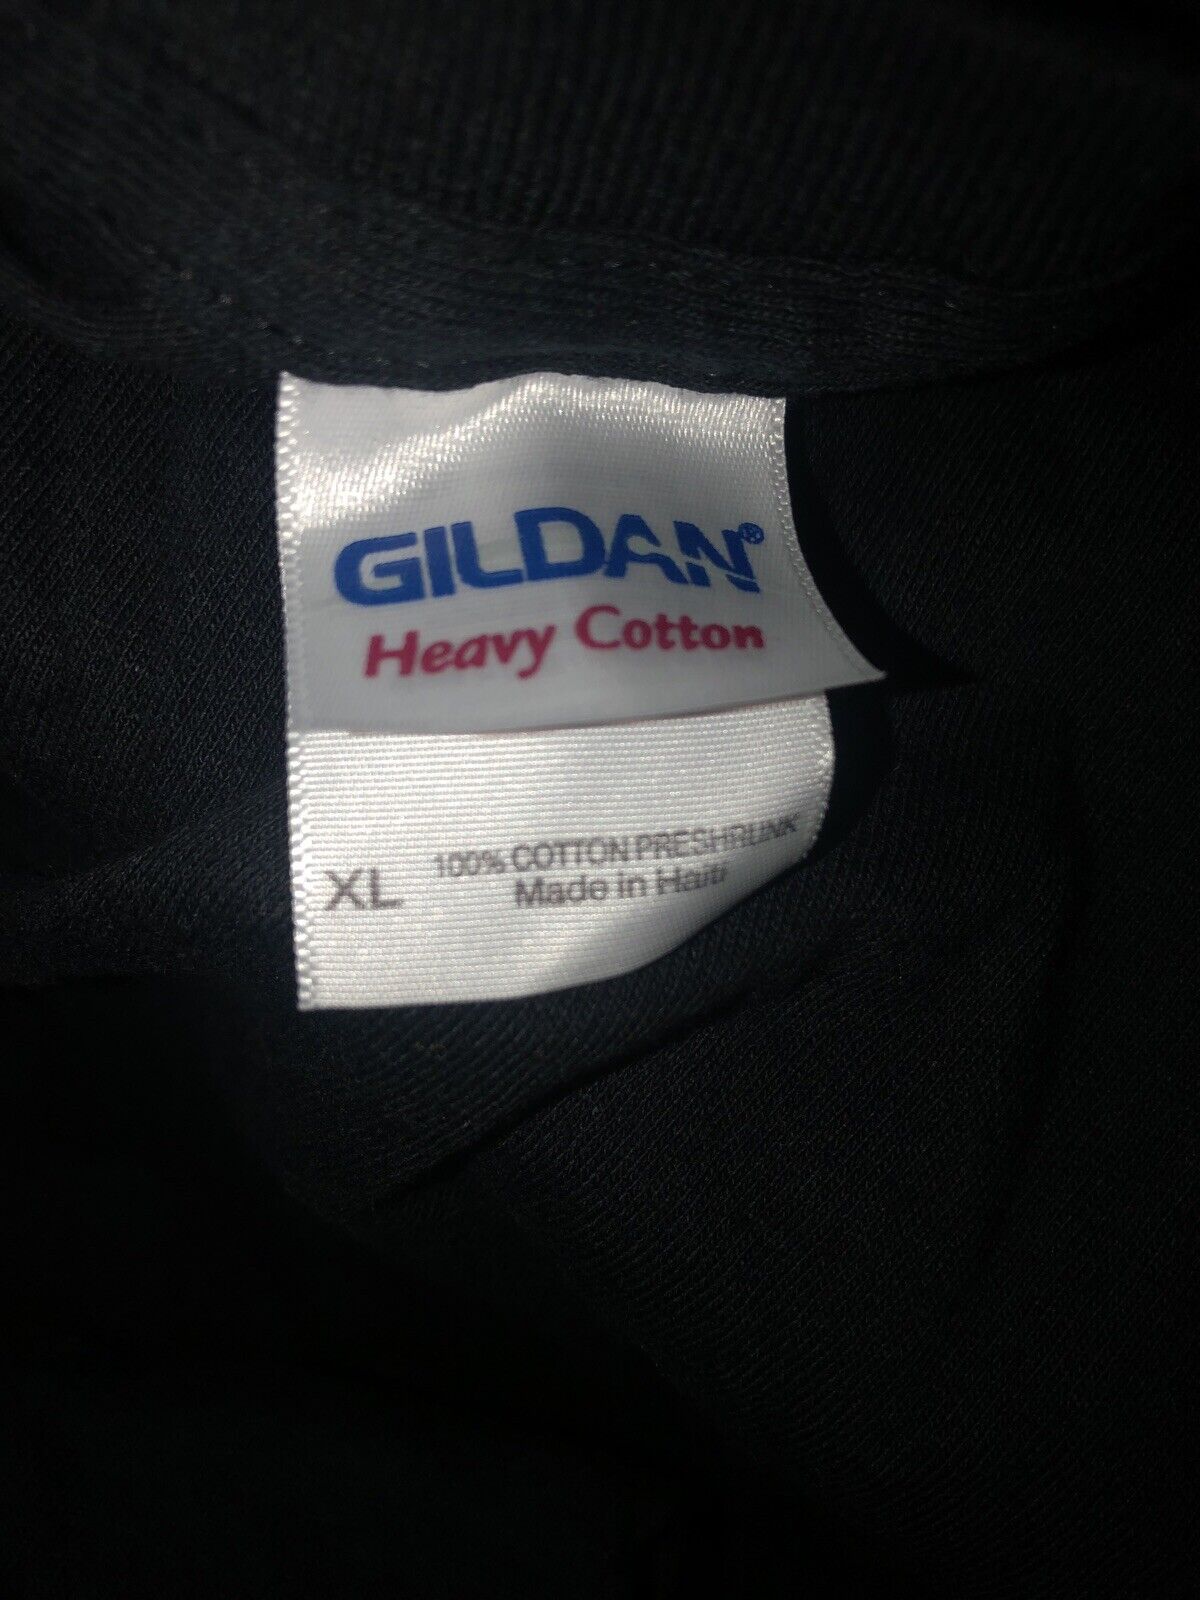 GILDAN®
Heavy Cotton
XL 100% COTTON PRESHRUNK
Made in Haiti